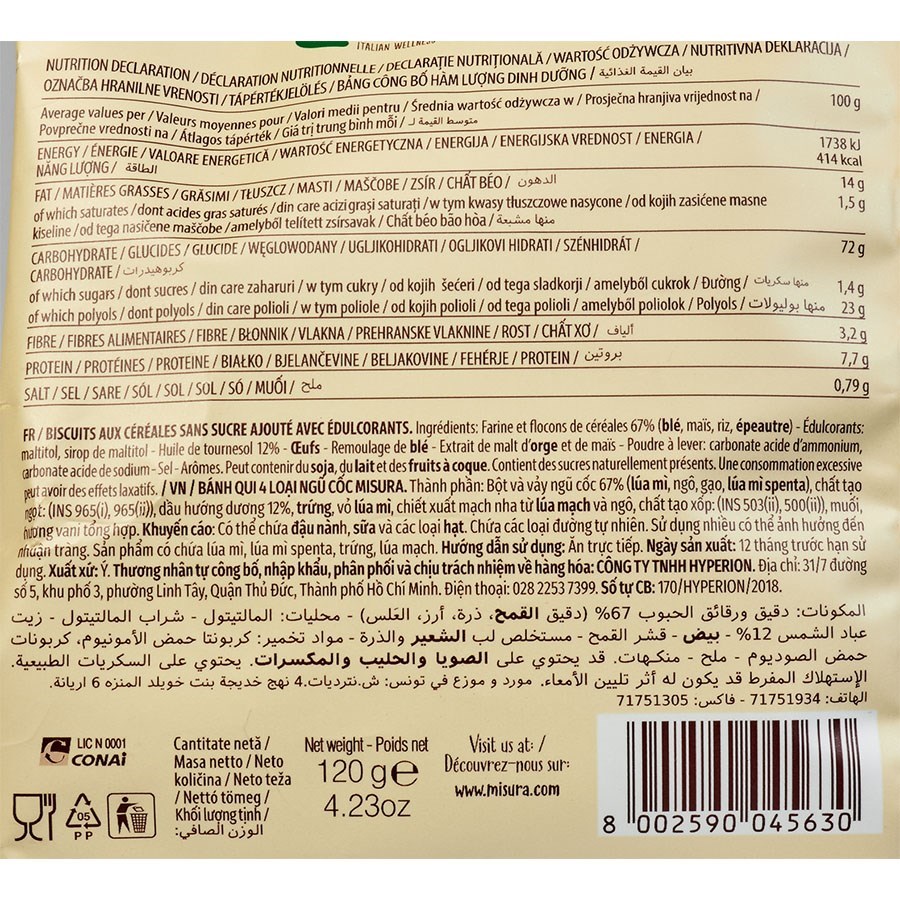 ITALIAN WELLNESS
NUTRITION DECLARATION / DÉCLARATION NUTRITIONNELLE / DECLARAȚIE NUTRIȚIONALĂ / WARTOŚĆ ODŻYWCZA / NUTRITIVNA DEKLARACIJA /
OZNAČBA HRANILNE VRENOSTI / TÁPÉRTÉKJELÖLÉS / BẢNG CÔNG BỐ HÀM LƯỢNG DINH DƯỠNG / بيان القيمة الغذائية
Average values per / Valeurs moyennes pour / Valori medii pentru / Średnia wartość odżywcza w / Prosječna hranjiva vrijednost na / 100 g
Povprečne vrednosti na / Átlagos tápérték / Giá trị trung bình mỗi / متوسط القيمة لـ
ENERGY / ÉNERGIE / VALOARE ENERGETICĂ / WARTOŚĆ ENERGETYCZNA / ENERGIJA / ENERGIJSKA VREDNOST / ENERGIA / 1738 kJ
NĂNG LƯỢNG / الطاقة 414 kcal
FAT / MATIÈRES GRASSES / GRĂSIMI / TŁUSZCZ / MASTI / MAŠČOBE / ZSÍR / CHẤT BÉO / الدهون 14 g
of which saturates / dont acides gras saturés / din care acizi grași saturați / w tym kwasy tłuszczowe nasycone / od kojih zasićene masne 1,5 g
kiseline / od tega nasičene maščobe / amelyből telített zsírsavak / Chất béo bão hòa / منها مشبعة
CARBOHYDRATE / GLUCIDES / GLUCIDE / WĘGLOWODANY / UGLJIKOHIDRATI / OGLJIKOVI HIDRATI / SZÉNHIDRÁT / 72 g
CARBOHYDRATE / كربوهيدرات
of which sugars / dont sucres / din care zaharuri / w tym cukry / od kojih šećeri / od tega sladkorji / amelyből cukrok / Đường / منها سكريات 1,4 g
of which polyols / dont polyols / din care polioli / w tym poliole / od kojih polioli / od tega polioli / amelyből poliolok / Polyols / منها بوليولات 23 g
FIBRE / FIBRES ALIMENTAIRES / FIBRE / BŁONNIK / VLAKNA / PREHRANSKE VLAKNINE / ROST / CHẤT XƠ / ألياف 3,2 g
PROTEIN / PROTÉINES / PROTEINE / BIAŁKO / BJELANČEVINE / BELJAKOVINE / FEHÉRJE / PROTEIN / بروتين 7,7 g
SALT / SEL / SARE / SÓL / SOL / SOL / SÓ / MUỐI / ملح 0,79 g
FR / BISCUITS AUX CÉRÉALES SANS SUCRE AJOUTÉ AVEC ÉDULCORANTS. Ingrédients: Farine et flocons de céréales 67% (blé, maïs, riz, épeautre) - Édulcorants:
maltitol, sirop de maltitol - Huile de tournesol 12% - Œufs - Remoulage de blé - Extrait de malt d'orge et de maïs - Poudre à lever: carbonate acide d'ammonium,
carbonate acide de sodium - Sel - Arômes. Peut contenir du soja, du lait et des fruits à coque. Contient des sucres naturellement présents. Une consommation excessive
peut avoir des effets laxatifs. / VN / BÁNH QUI 4 LOẠI NGŨ CỐC MISURA. Thành phần: Bột và vảy ngũ cốc 67% (lúa mì, ngô, gạo, lúa mì spenta), chất tạo
ngọt: (INS 965(i), 965(ii)), dầu hướng dương 12%, trứng, vỏ lúa mì, chiết xuất mạch nha từ lúa mạch và ngô, chất tạo xốp: (INS 503(ii), 500(ii)), muối,
hương vani tổng hợp. Khuyến cáo: Có thể chứa đậu nành, sữa và các loại hạt. Chứa các loại đường tự nhiên. Sử dụng nhiều có thể ảnh hưởng đến
nhuận tràng. Sản phẩm có chứa lúa mì, lúa mì spenta, trứng, lúa mạch. Hướng dẫn sử dụng: Ăn trực tiếp. Ngày sản xuất: 12 tháng trước hạn sử
dụng. Xuất xứ: Ý. Thương nhân tự công bố, nhập khẩu, phân phối và chịu trách nhiệm về hàng hóa: CÔNG TY TNHH HYPERION. Địa chỉ: 31/7 đường
số 5, khu phố 3, phường Linh Tây, Quận Thủ Đức, Thành phố Hồ Chí Minh. Điện thoại: 028 2253 7399. Số tự CB: 170/HYPERION/2018.
المكونات: دقيق ورقائق الحبوب 67% (دقيق القمح، ذرة، أرز، العَلس) - محليات: المالتيتول - شراب المالتيتول - زيت
عباد الشمس 12% - بيض - قشر القمح - مستخلص لب الشعير والذرة - مواد تخمير: كربونتا حمض الأمونيوم، كربونات
حمض الصوديوم - ملح - منكهات. قد يحتوي على الصويا والحليب والمكسرات. يحتوي على السكريات الطبيعية.
الإستهلاك المفرط قد يكون له أثر تليين الأمعاء. مورد و موزع في تونس: ش.نتردیات.4 نهج خديجة بنت خويلد المنزه 6 اريانة.
الهاتف: 71751934 - فاكس: 71751305
LIC N 0001
CONAi
05
PP
Cantitate netă /
Masa netto / Neto
količina / Neto teža
/ Nettó tömeg /
Khối lượng tịnh /
الوزن الصافي:
Net weight - Poids net
120 g e
4.23oz
Visit us at: /
Découvrez-nous sur:
www.misura.com
8 002590 045630